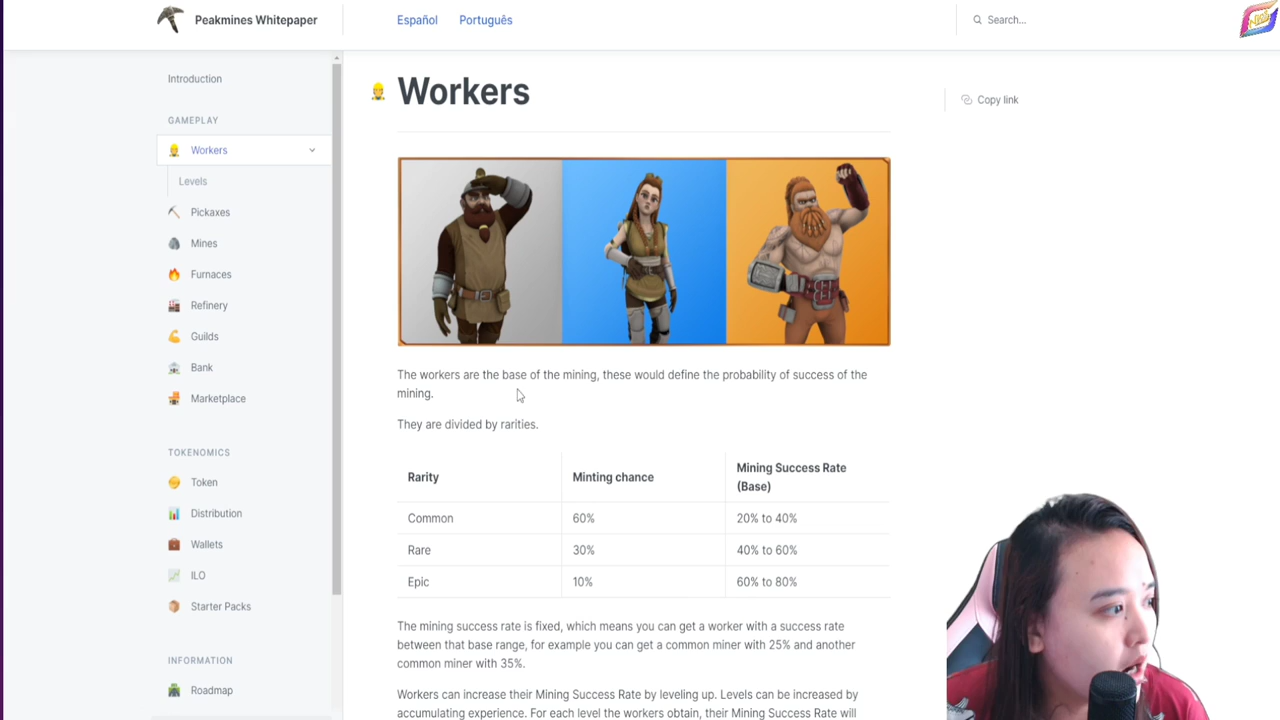 Peakmines Whitepaper
Español
Português
Search...
Introduction
GAMEPLAY
Workers
Levels
Pickaxes
Mines
Furnaces
Refinery
Guilds
Bank
Marketplace
TOKENOMICS
Token
Distribution
Wallets
ILO
Starter Packs
INFORMATION
Roadmap
Workers
Copy link
The workers are the base of the mining, these would define the probability of success of the
mining.
They are divided by rarities.
Rarity Minting chance Mining Success Rate
(Base)
Common 60% 20% to 40%
Rare 30% 40% to 60%
Epic 10% 60% to 80%
The mining success rate is fixed, which means you can get a worker with a success rate
between that base range, for example you can get a common miner with 25% and another
common miner with 35%.
Workers can increase their Mining Success Rate by leveling up. Levels can be increased by
accumulating experience. For each level the workers obtain, their Mining Success Rate will